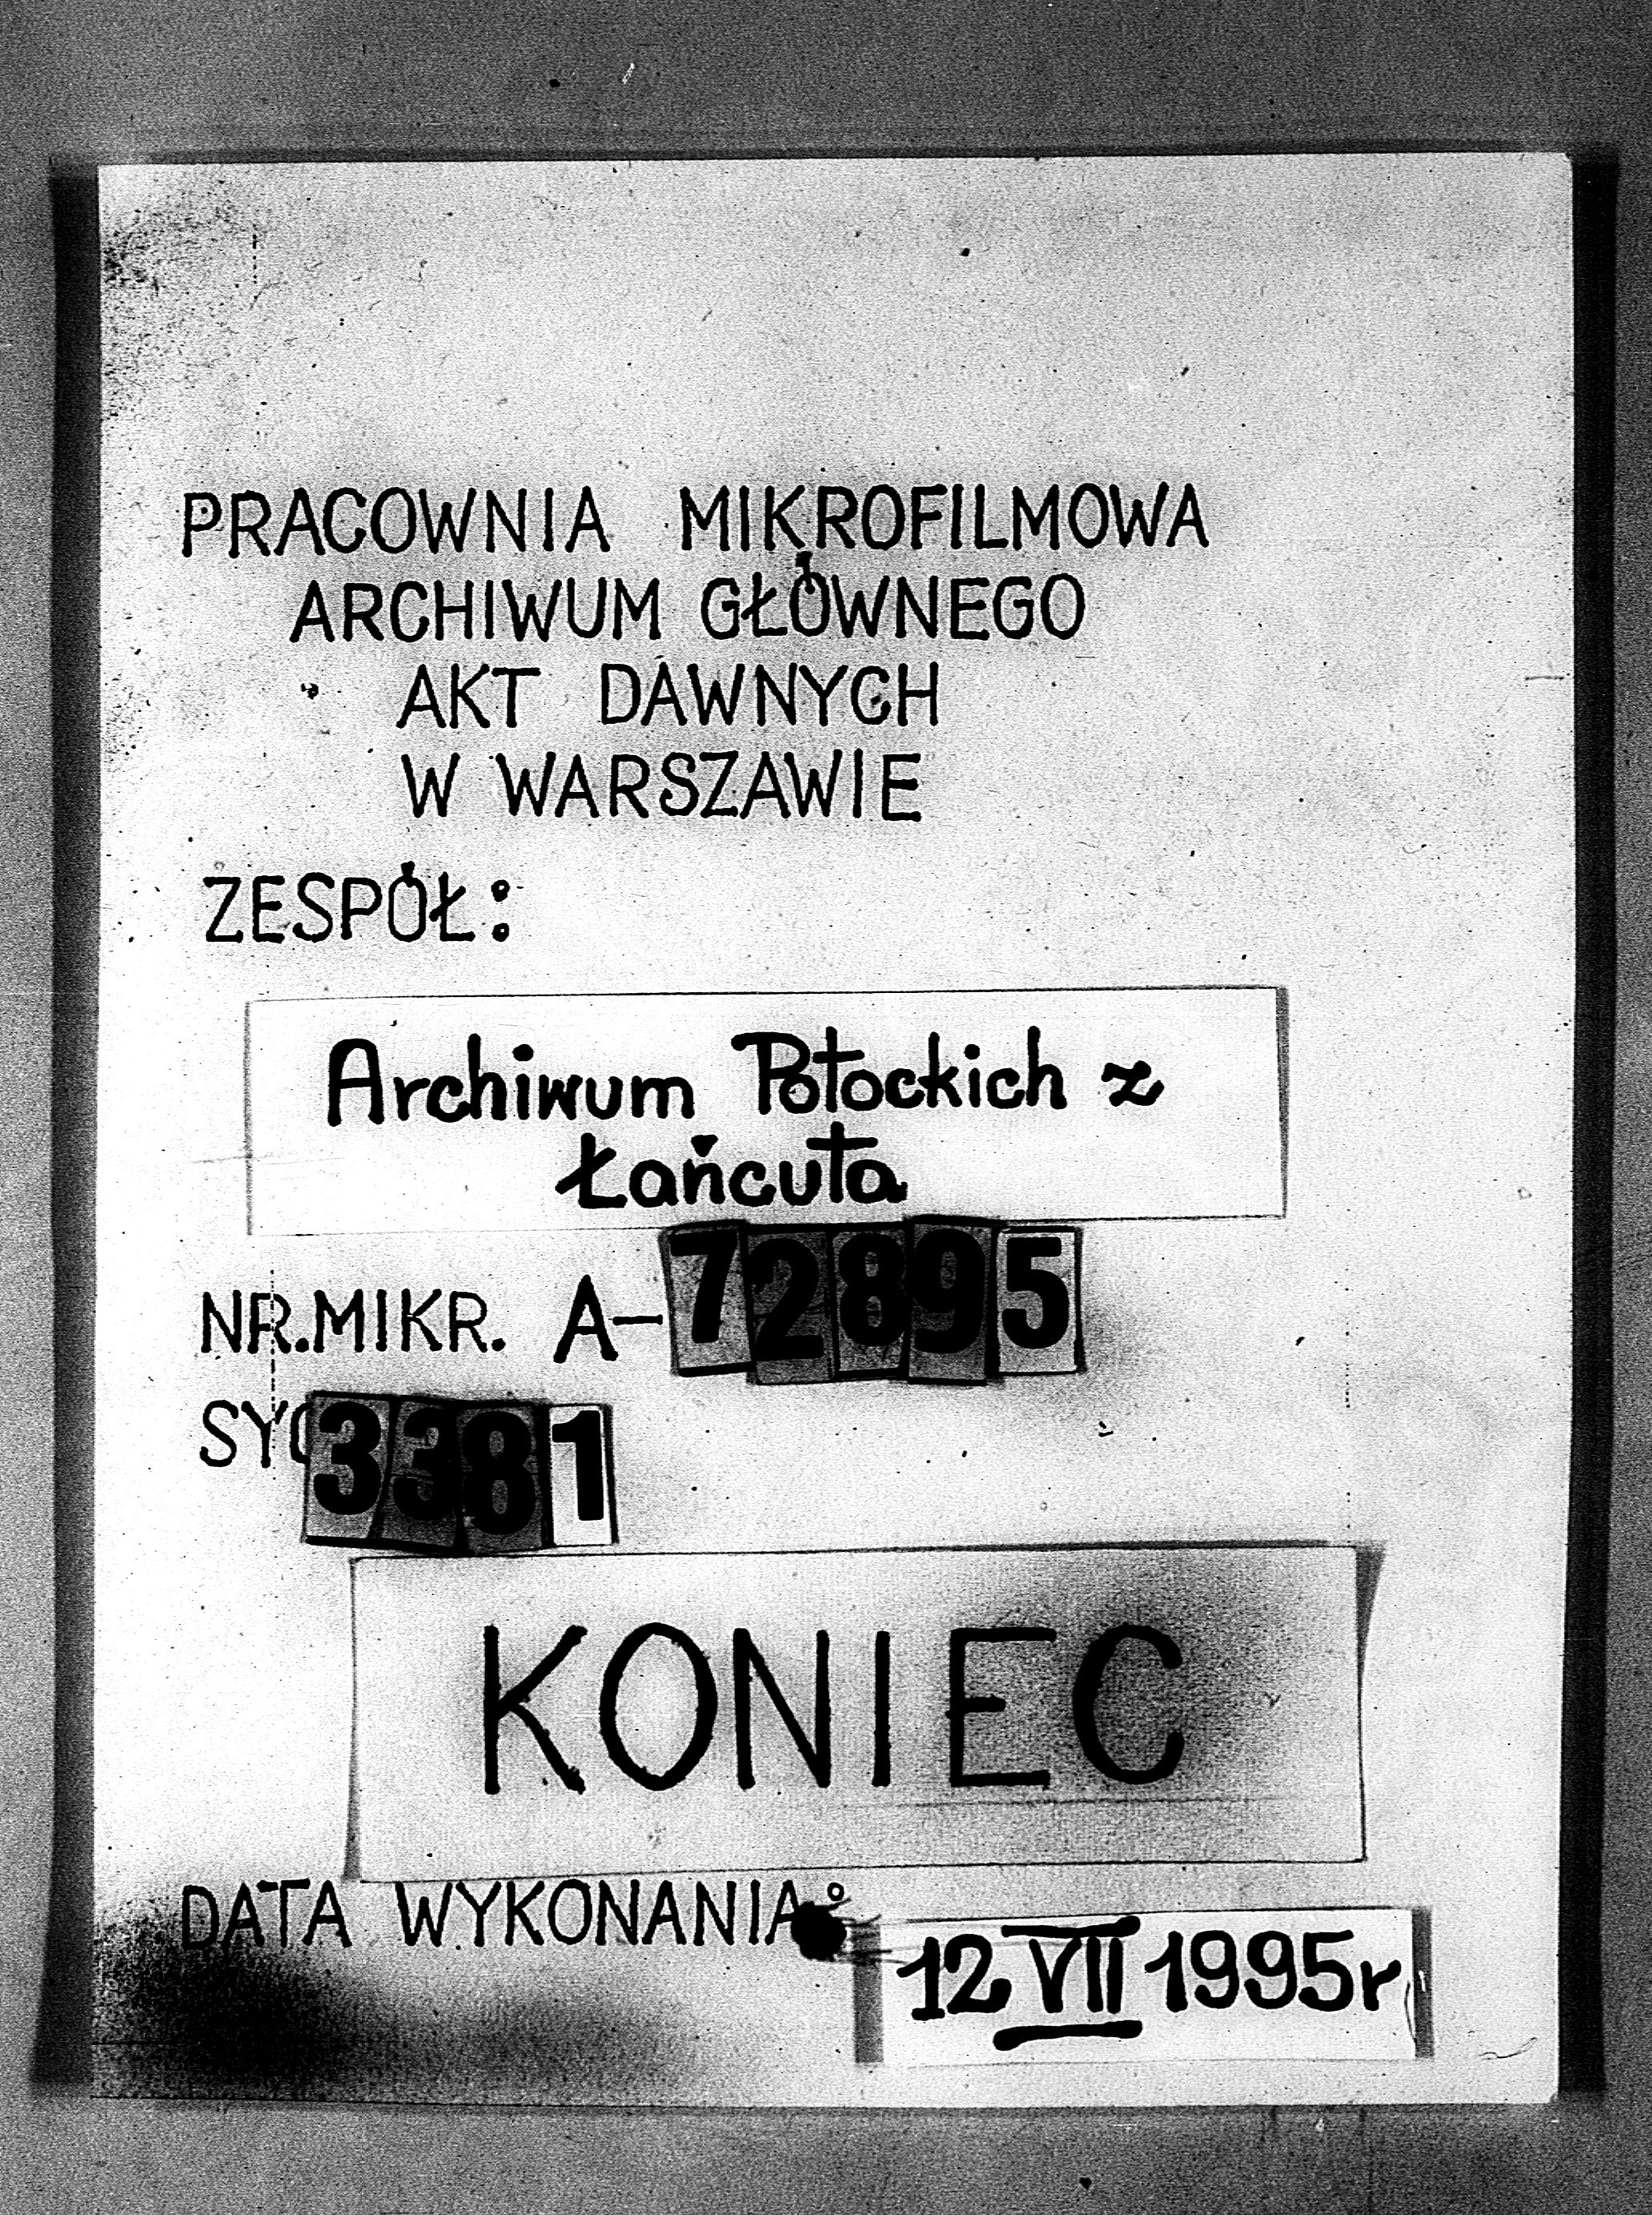 PRACOWNIA MIKROFILMOWA
ARCHIWUM GŁÓWNEGO
AKT DAWNYCH
W WARSZAWIE
ZESPÓŁ:
Archiwum Potockich z
Łańcuta
NR.MIKR. A-72895
SYG 3381
KONIEC
DATA WYKONANIA:
12 VII 1995r